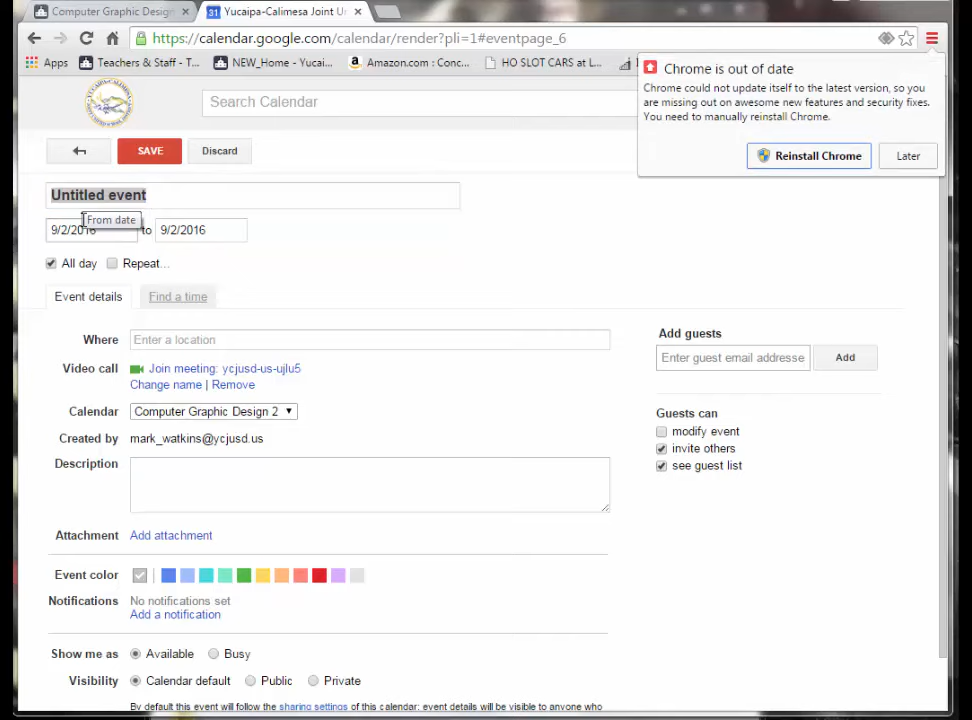 Computer Graphic Design × 31 Yucaipa-Calimesa Joint Un ×
https://calendar.google.com/calendar/render?pli=1#eventpage_6
Apps Teachers & Staff - T... NEW_Home - Yucai... Amazon.com : Conc... HO SLOT CARS at L...
Chrome is out of date
Chrome could not update itself to the latest version, so you
are missing out on awesome new features and security fixes.
You need to manually reinstall Chrome.
Reinstall Chrome Later
Search Calendar
SAVE Discard
Untitled event
From date
9/2/2016 to 9/2/2016
All day Repeat...
Event details Find a time
Where Enter a location
Video call Join meeting: ycjusd-us-ujlu5
Change name | Remove
Calendar Computer Graphic Design 2
Created by mark_watkins@ycjusd.us
Description
Attachment Add attachment
Event color
Notifications No notifications set
Add a notification
Show me as Available Busy
Visibility Calendar default Public Private
By default this event will follow the sharing settings of this calendar: event details will be visible to anyone who
Add guests
Enter guest email addresse Add
Guests can
modify event
invite others
see guest list